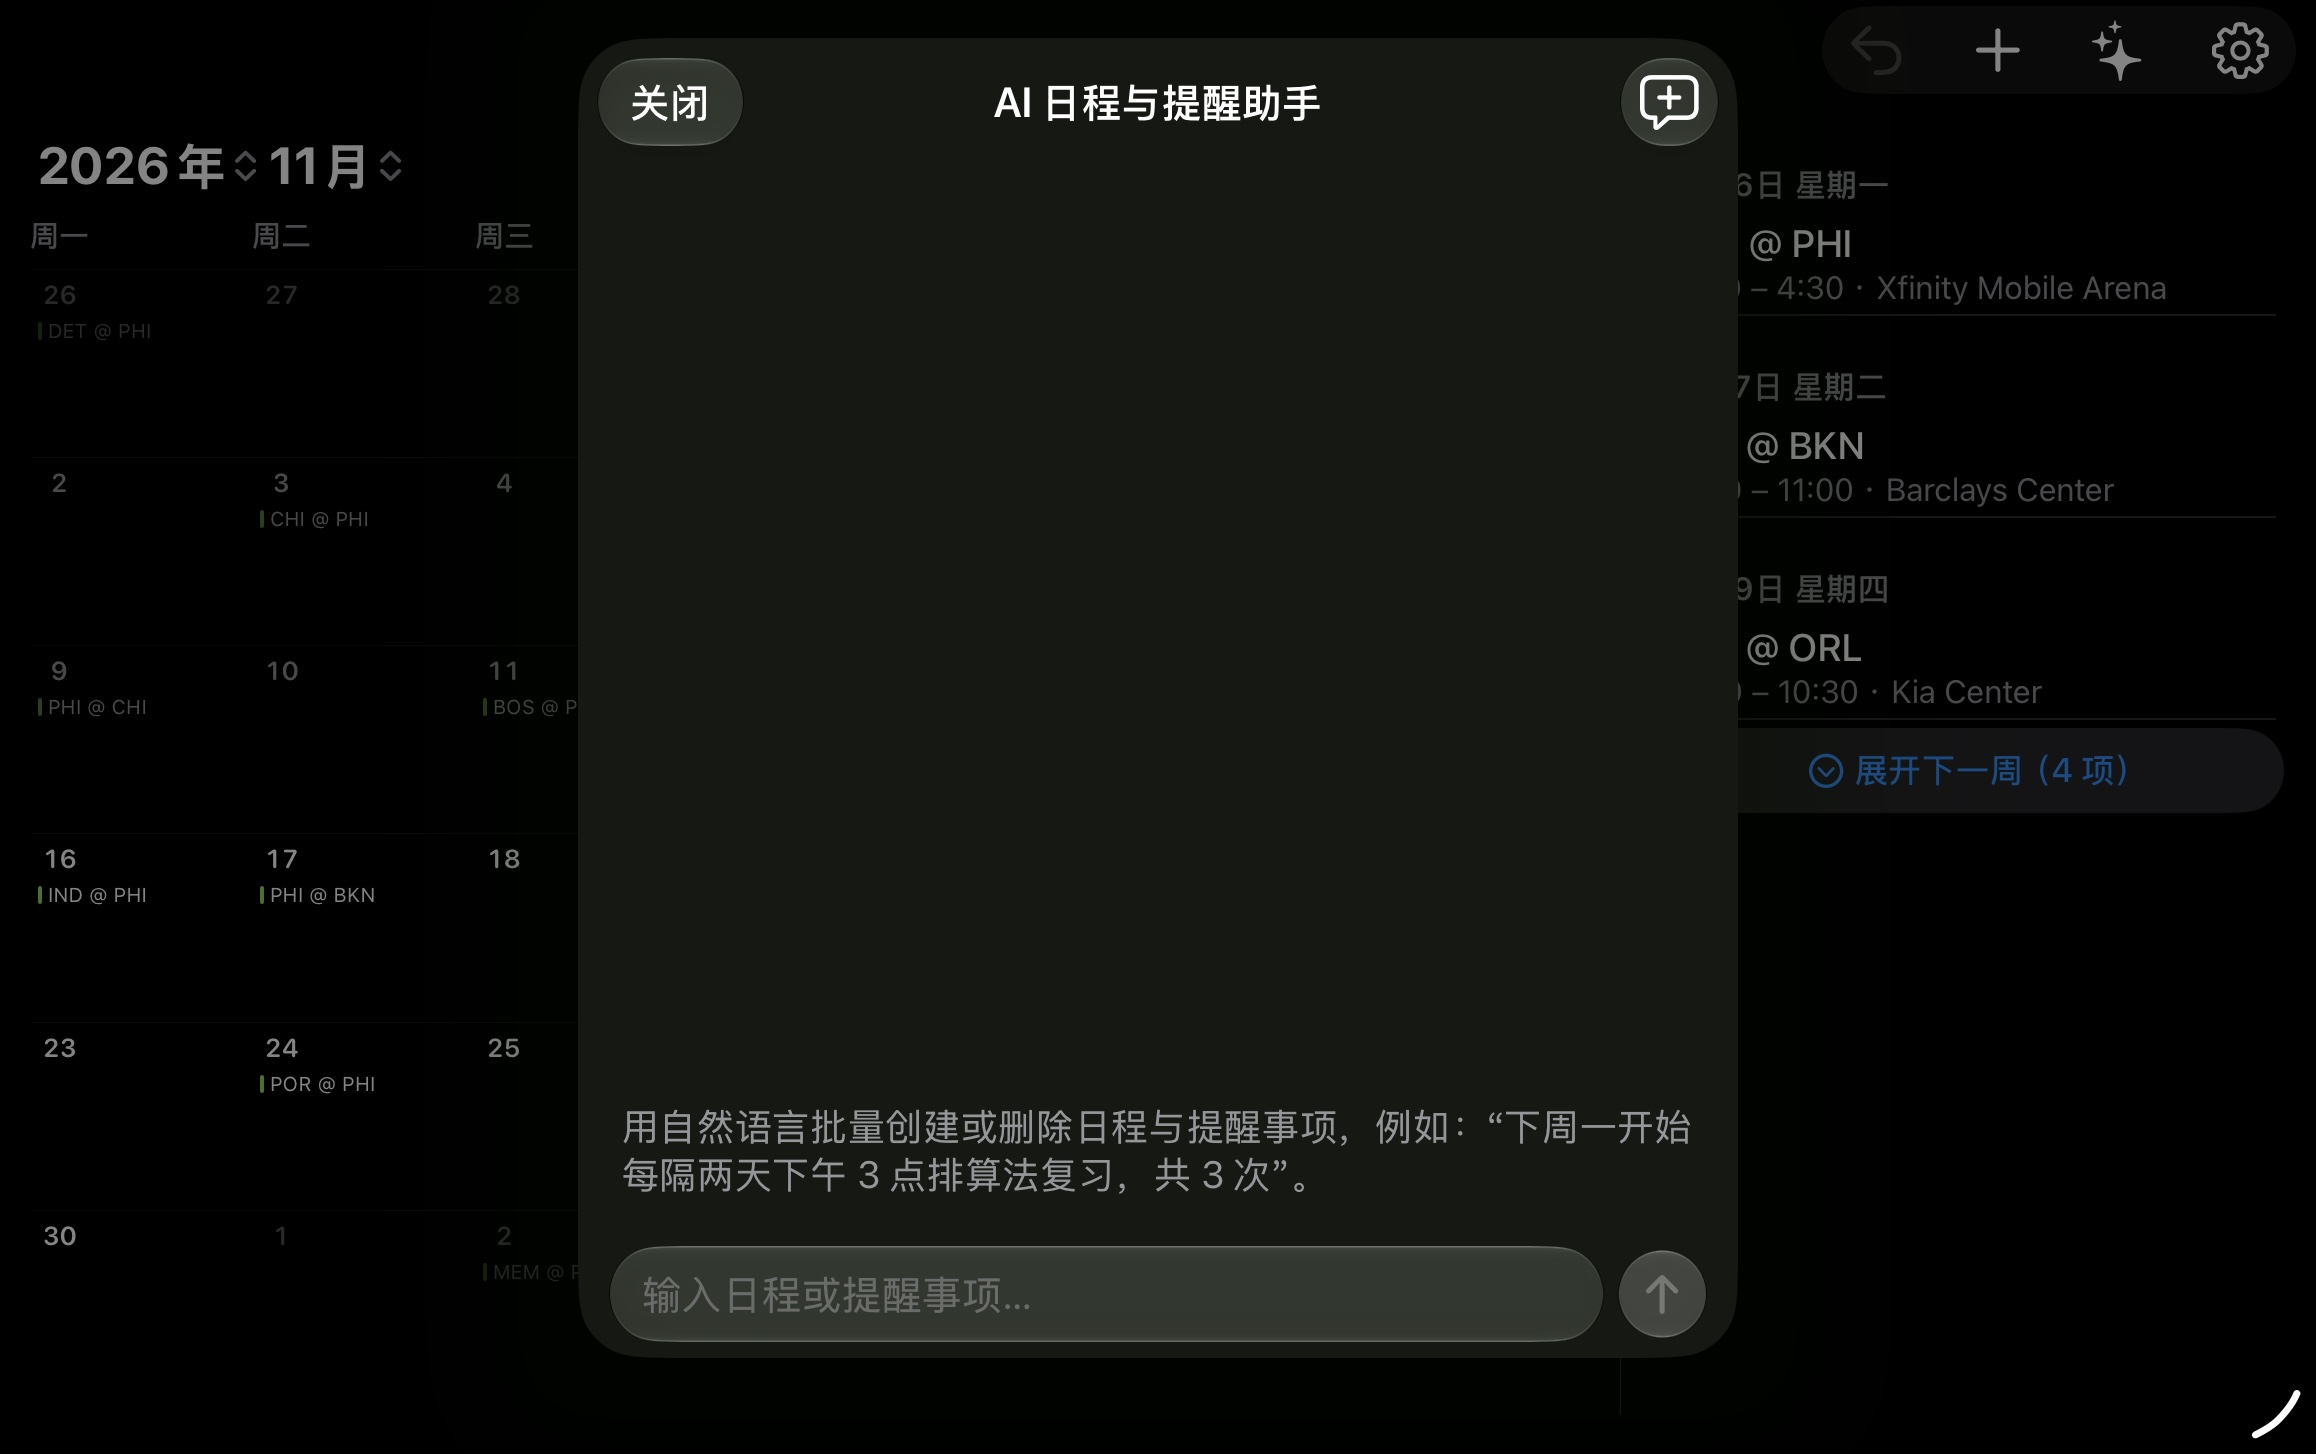 关闭
AI 日程与提醒助手
2026年 11月
周一 周二 周三
26 27 28
DET @ PHI
2 3 4
CHI @ PHI
9 10 11
PHI @ CHI BOS @
16 17 18
IND @ PHI PHI @ BKN
23 24 25
POR @ PHI
30 1 2
MEM @
用自然语言批量创建或删除日程与提醒事项，例如：“下周一开始
每隔两天下午 3 点排算法复习，共 3 次”。
输入日程或提醒事项...
6日 星期一
@ PHI
– 4:30 · Xfinity Mobile Arena
7日 星期二
@ BKN
– 11:00 · Barclays Center
9日 星期四
@ ORL
– 10:30 · Kia Center
展开下一周（4 项）